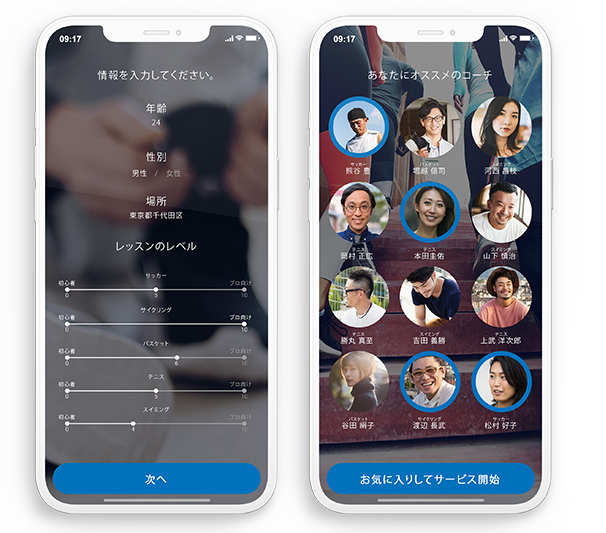 09:17
情報を入力してください。
年齢
24
性別
男性 / 女性
場所
東京都千代田区
レッスンのレベル
サッカー
初心者 プロ向け
0 5 10
サイクリング
初心者 プロ向け
0 10
バスケット
初心者 プロ向け
0 6 10
テニス
初心者 プロ向け
0 5 10
スイミング
初心者 プロ向け
0 4 10
次へ
09:17
あなたにオススメのコーチ
サッカー バスケット スイミング
熊谷 豊 堀越 信司 河西 昌枝
テニス テニス スイミング
岡村 正広 本田圭佑 山下 慎治
テニス スイミング テニス
勝丸 真至 吉田 義勝 上武 洋次郎
バスケット サイクリング サッカー
谷田 絹子 渡辺 長武 松村 好子
お気に入りしてサービス開始